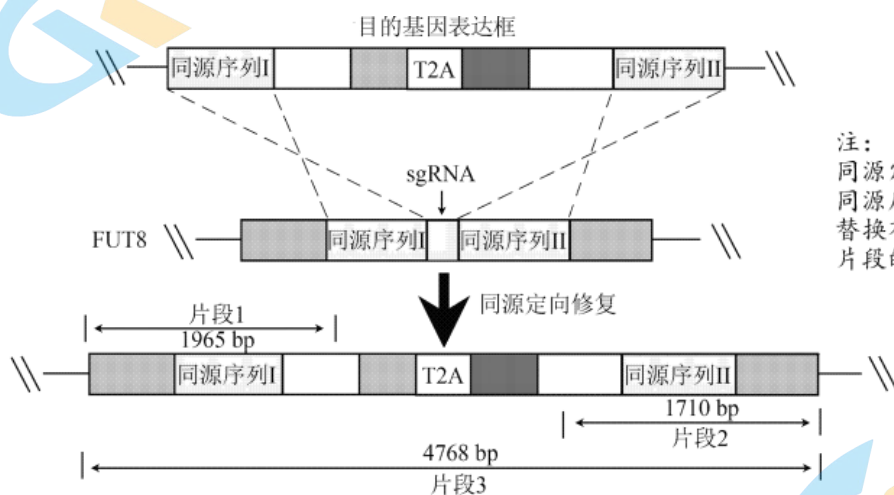 目的基因表达框
同源序列I T2A 同源序列II
注：
同源
sgRNA
同源
替换
FUT8 同源序列I 同源序列II
片段的
同源定向修复
片段1
1965 bp
同源序列I T2A 同源序列II
1710 bp
片段2
4768 bp
片段3